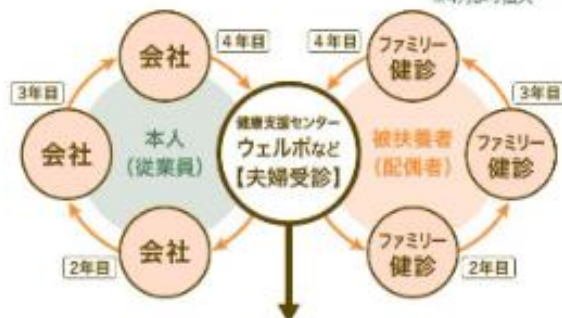 会社
4年目
4年目
ファミリー
健診
3年目
3年目
会社
本人
(従業員)
健康支援センター
ウェルポなど
【夫婦受診】
被扶養者
(配偶者)
ファミリー
健診
会社
2年目
ファミリー
健診
2年目